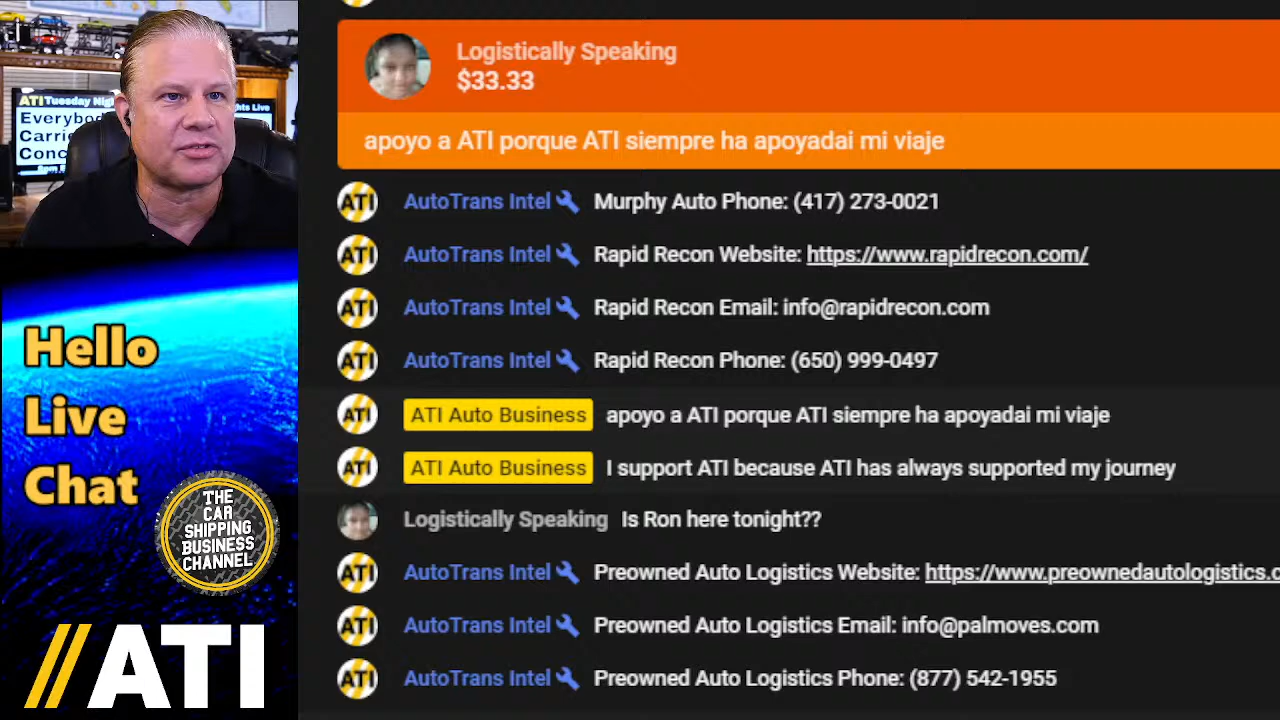 ATI Tuesday Nig
hts Live
Everybod
Carrie
Conc
Logistically Speaking
$33.33
apoyo a ATI porque ATI siempre ha apoyadai mi viaje
ATI AutoTrans Intel Murphy Auto Phone: (417) 273-0021
ATI AutoTrans Intel Rapid Recon Website: https://www.rapidrecon.com/
ATI AutoTrans Intel Rapid Recon Email: info@rapidrecon.com
ATI AutoTrans Intel Rapid Recon Phone: (650) 999-0497
ATI ATI Auto Business apoyo a ATI porque ATI siempre ha apoyadai mi viaje
ATI ATI Auto Business I support ATI because ATI has always supported my journey
Logistically Speaking Is Ron here tonight??
ATI AutoTrans Intel Preowned Auto Logistics Website: https://www.preownedautologistics.c
ATI AutoTrans Intel Preowned Auto Logistics Email: info@palmoves.com
ATI AutoTrans Intel Preowned Auto Logistics Phone: (877) 542-1955
Hello
Live
Chat
THE
CAR
SHIPPING
BUSINESS
CHANNEL
//ATI